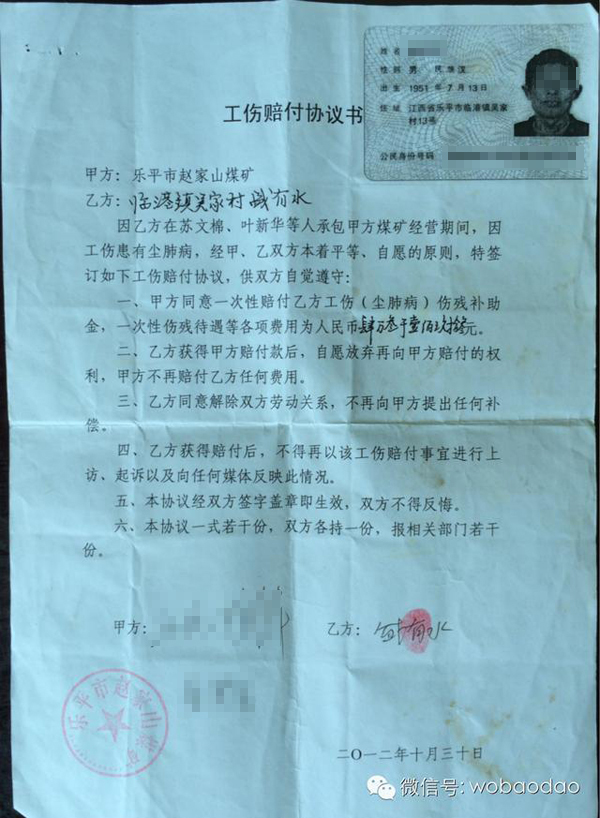 姓名
性别 男 民族 汉
出生 1951 年 7 月 13 日
住址 江西省乐平市临港镇吴家
村13号
公民身份号码
工伤赔付协议书
甲方：乐平市赵家山煤矿
乙方：临港镇吴家村 有水
因乙方在苏文棉、叶新华等人承包甲方煤矿经营期间，因
工伤患有尘肺病，经甲、乙双方本着平等、自愿的原则，特签
订如下工伤赔付协议，供双方自觉遵守：
一、甲方同意一次性赔付乙方工伤（尘肺病）伤残补助
金，一次性伤残待遇等各项费用为人民币肆万叁千壹佰 元。
二、乙方获得甲方赔付款后，自愿放弃再向甲方赔付的权
利，甲方不再赔付乙方任何费用。
三、乙方同意解除双方劳动关系，不再向甲方提出任何补
偿。
四、乙方获得赔付后，不得再以该工伤赔付事宜进行上
访、起诉以及向任何媒体反映此情况。
五、本协议经双方签字盖章即生效，双方不得反悔。
六、本协议一式若干份，双方各持一份，报相关部门若干
份。
甲方：
乙方： 有水
乐平市赵家山煤矿
二〇一二年十月三十日
微信号: wobaodao